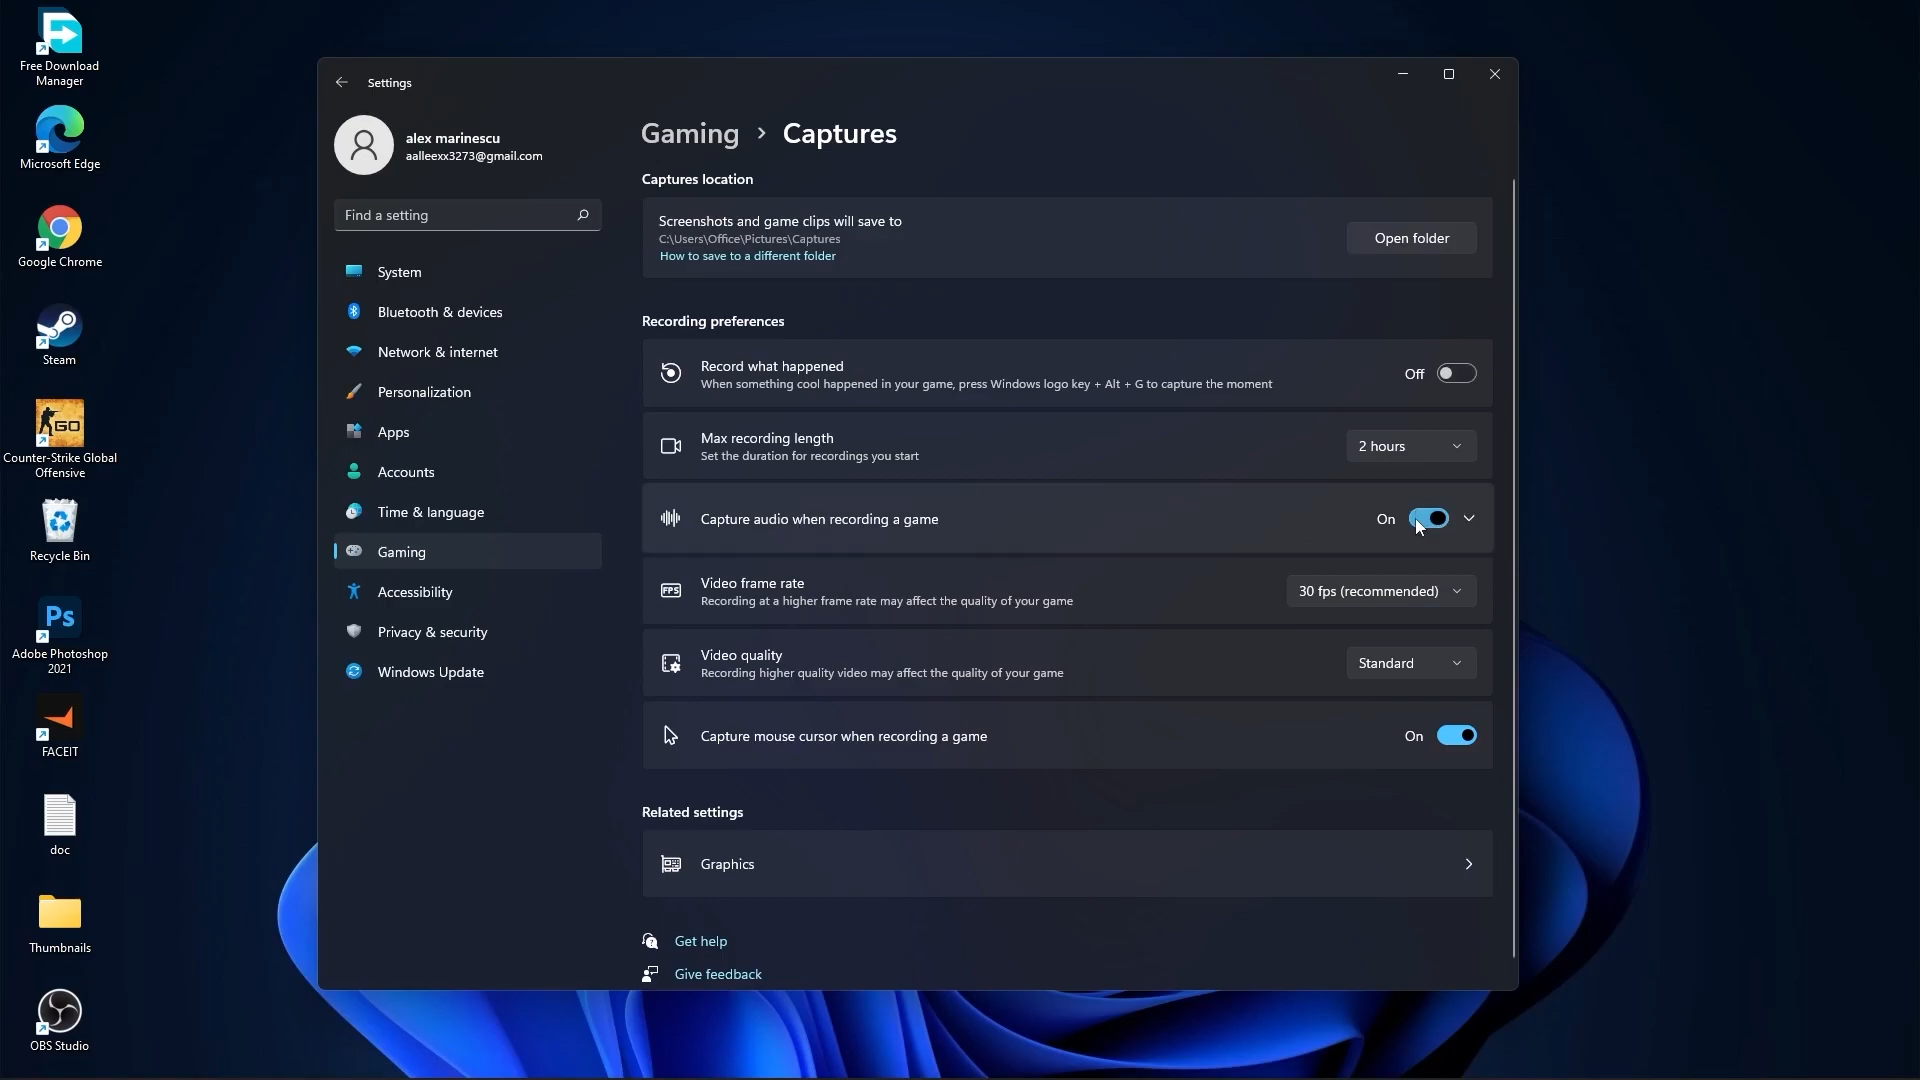 Free Download
Manager
Microsoft Edge
Google Chrome
Steam
GO
Counter-Strike Global
Offensive
Recycle Bin
Ps
Adobe Photoshop
2021
FACEIT
doc
Thumbnails
OBS Studio
Settings
alex marinescu
aalleexx3273@gmail.com
Find a setting
System
Bluetooth & devices
Network & internet
Personalization
Apps
Accounts
Time & language
Gaming
Accessibility
Privacy & security
Windows Update
Gaming › Captures
Captures location
Screenshots and game clips will save to
C:\Users\Office\Pictures\Captures
How to save to a different folder
Open folder
Recording preferences
Record what happened
When something cool happened in your game, press Windows logo key + Alt + G to capture the moment
Off
Max recording length
Set the duration for recordings you start
2 hours
Capture audio when recording a game
On
FPS
Video frame rate
Recording at a higher frame rate may affect the quality of your game
30 fps (recommended)
Video quality
Recording higher quality video may affect the quality of your game
Standard
Capture mouse cursor when recording a game
On
Related settings
Graphics
Get help
Give feedback